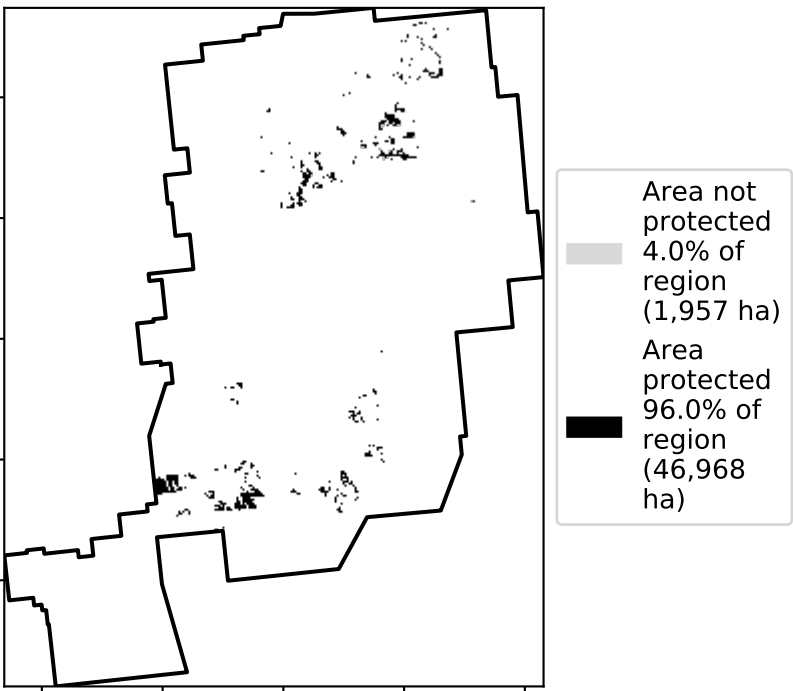 Area not
protected
4.0% of
region
(1,957 ha)
Area
protected
96.0% of
region
(46,968
ha)